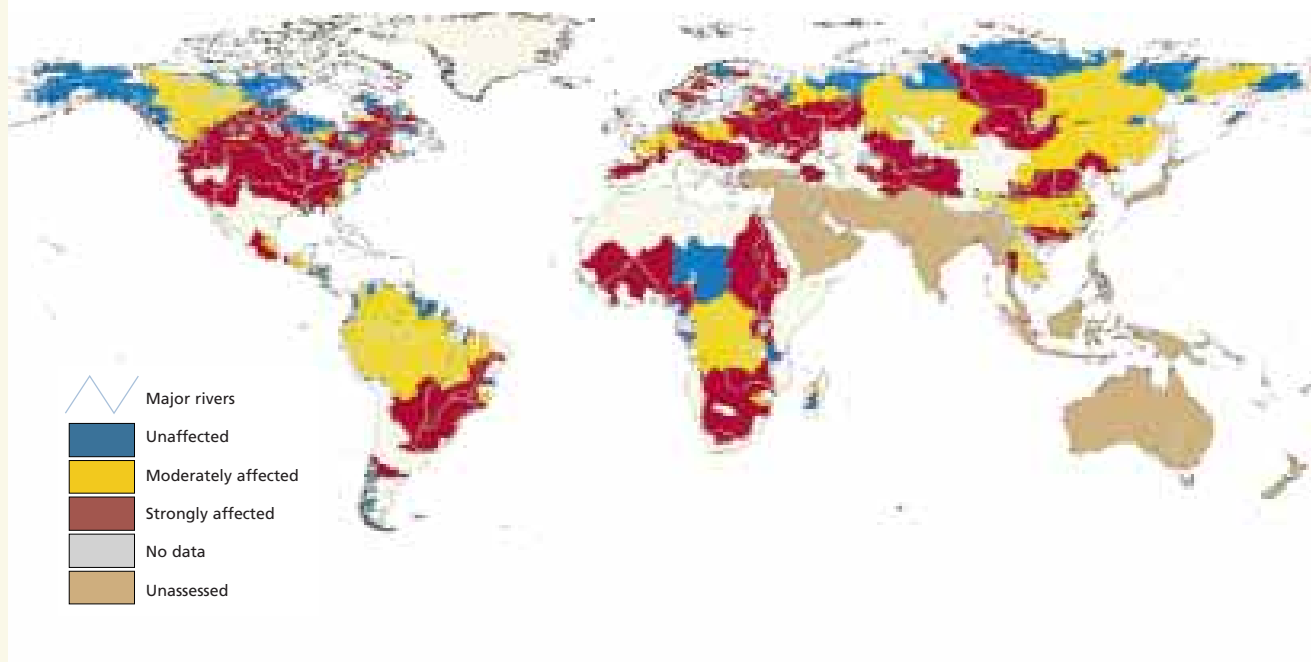 Major rivers
Unaffected
Moderately affected
Strongly affected
No data
Unassessed